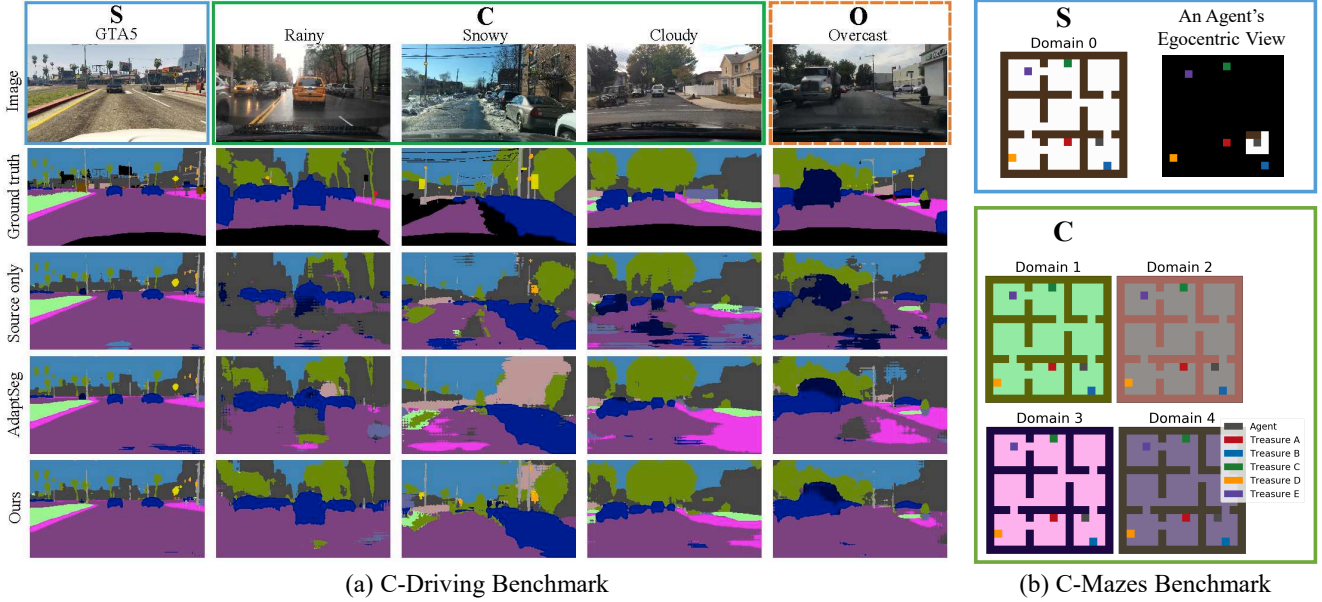 S
C
O
GTA5
Rainy
Snowy
Cloudy
Overcast
Image
Ground truth
Source only
AdaptSeg
Ours
(a) C-Driving Benchmark
S
An Agent's
Egocentric View
Domain 0
C
Domain 1
Domain 2
Domain 3
Domain 4
Agent
Treasure A
Treasure B
Treasure C
Treasure D
Treasure E
(b) C-Mazes Benchmark